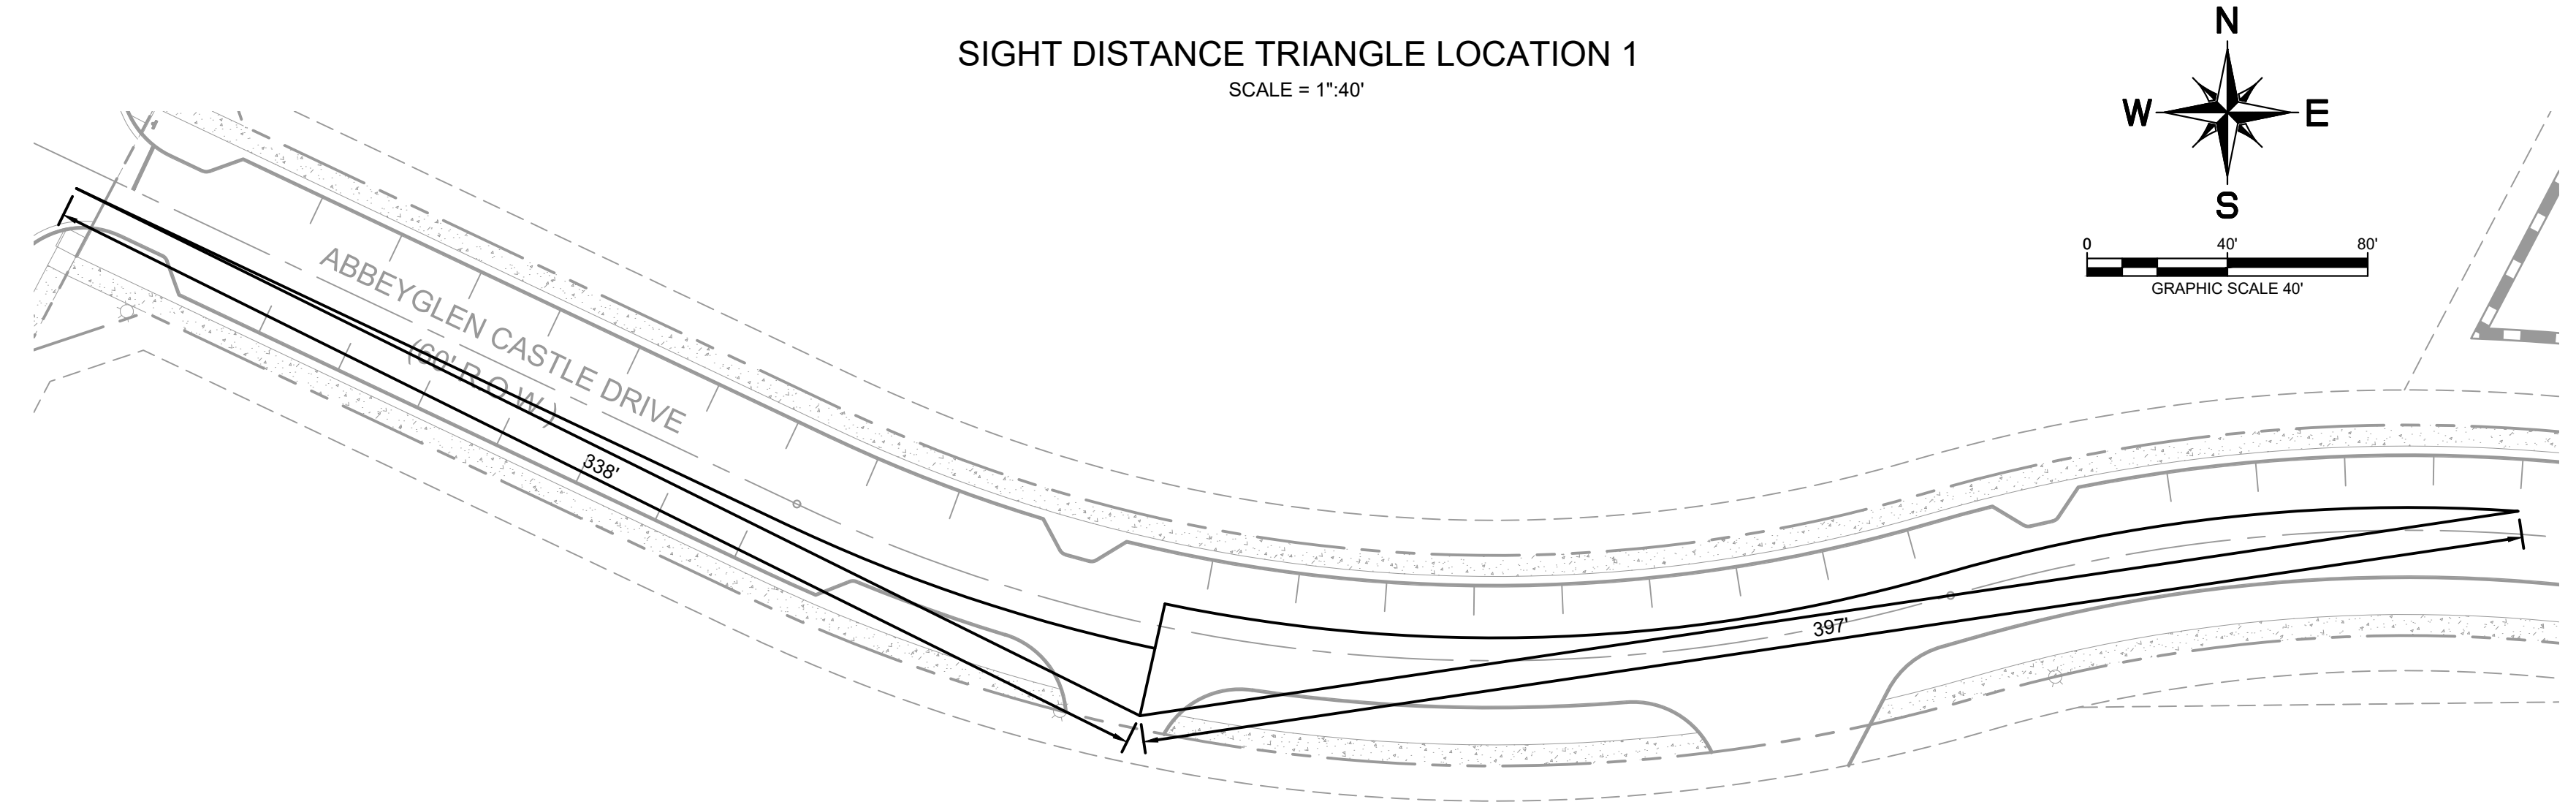 SIGHT DISTANCE TRIANGLE LOCATION 1
SCALE = 1":40'
N
W
E
S
0
40'
80'
GRAPHIC SCALE 40'
ABBEYGLEN CASTLE DRIVE
(60' R.O.W.)
338'
397'